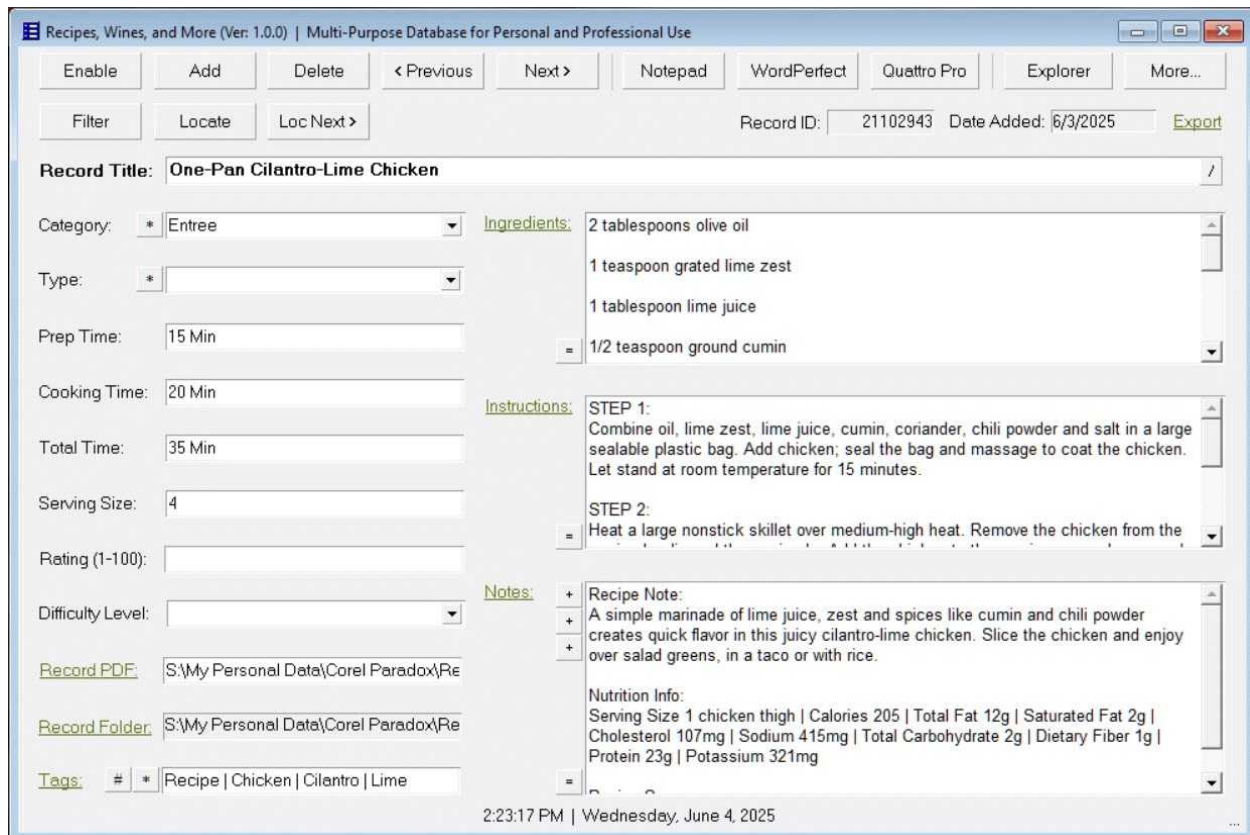 Recipes, Wines, and More (Ver: 1.0.0) | Multi-Purpose Database for Personal and Professional Use
Enable Add Delete < Previous Next > Notepad WordPerfect Quattro Pro Explorer More...
Filter Locate Loc Next > Record ID: 21102943 Date Added: 6/3/2025 Export
Record Title: One-Pan Cilantro-Lime Chicken /
Category: * Entree
Type: *
Prep Time: 15 Min
Cooking Time: 20 Min
Total Time: 35 Min
Serving Size: 4
Rating (1-100):
Difficulty Level:
Record PDF: S:\My Personal Data\Corel Paradox\Re
Record Folder: S:\My Personal Data\Corel Paradox\Re
Tags: # * Recipe | Chicken | Cilantro | Lime
Ingredients: 2 tablespoons olive oil
1 teaspoon grated lime zest
1 tablespoon lime juice
= 1/2 teaspoon ground cumin
Instructions: STEP 1:
Combine oil, lime zest, lime juice, cumin, coriander, chili powder and salt in a large
sealable plastic bag. Add chicken; seal the bag and massage to coat the chicken.
Let stand at room temperature for 15 minutes.
STEP 2:
= Heat a large nonstick skillet over medium-high heat. Remove the chicken from the
Notes: + Recipe Note:
+ A simple marinade of lime juice, zest and spices like cumin and chili powder
+ creates quick flavor in this juicy cilantro-lime chicken. Slice the chicken and enjoy
over salad greens, in a taco or with rice.
Nutrition Info:
Serving Size 1 chicken thigh | Calories 205 | Total Fat 12g | Saturated Fat 2g |
Cholesterol 107mg | Sodium 415mg | Total Carbohydrate 2g | Dietary Fiber 1g |
Protein 23g | Potassium 321mg
=
2:23:17 PM | Wednesday, June 4, 2025
...